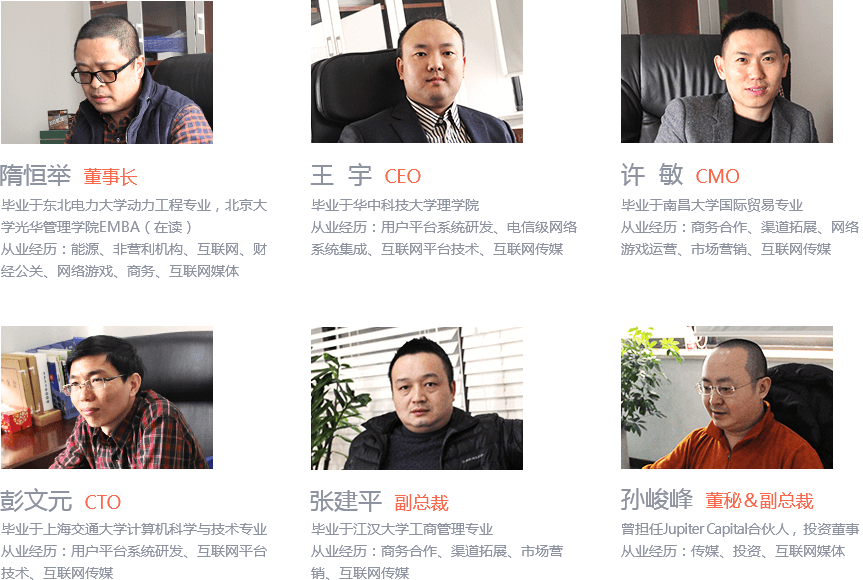 隋恒举 董事长
毕业于东北电力大学动力工程专业，北京大
学光华管理学院EMBA（在读）
从业经历：能源、非营利机构、互联网、财
经公关、网络游戏、商务、互联网媒体
王 宇 CEO
毕业于华中科技大学理学院
从业经历：用户平台系统研发、电信级网络
系统集成、互联网平台技术、互联网传媒
许 敏 CMO
毕业于南昌大学国际贸易专业
从业经历：商务合作、渠道拓展、网络
游戏运营、市场营销、互联网传媒
彭文元 CTO
毕业于上海交通大学计算机科学与技术专业
从业经历：用户平台系统研发、互联网平台
技术、互联网传媒
张建平 副总裁
毕业于江汉大学工商管理专业
从业经历：商务合作、渠道拓展、市场营
销、互联网传媒
孙峻峰 董秘＆副总裁
曾担任Jupiter Capital合伙人，投资董事
从业经历：传媒、投资、互联网媒体